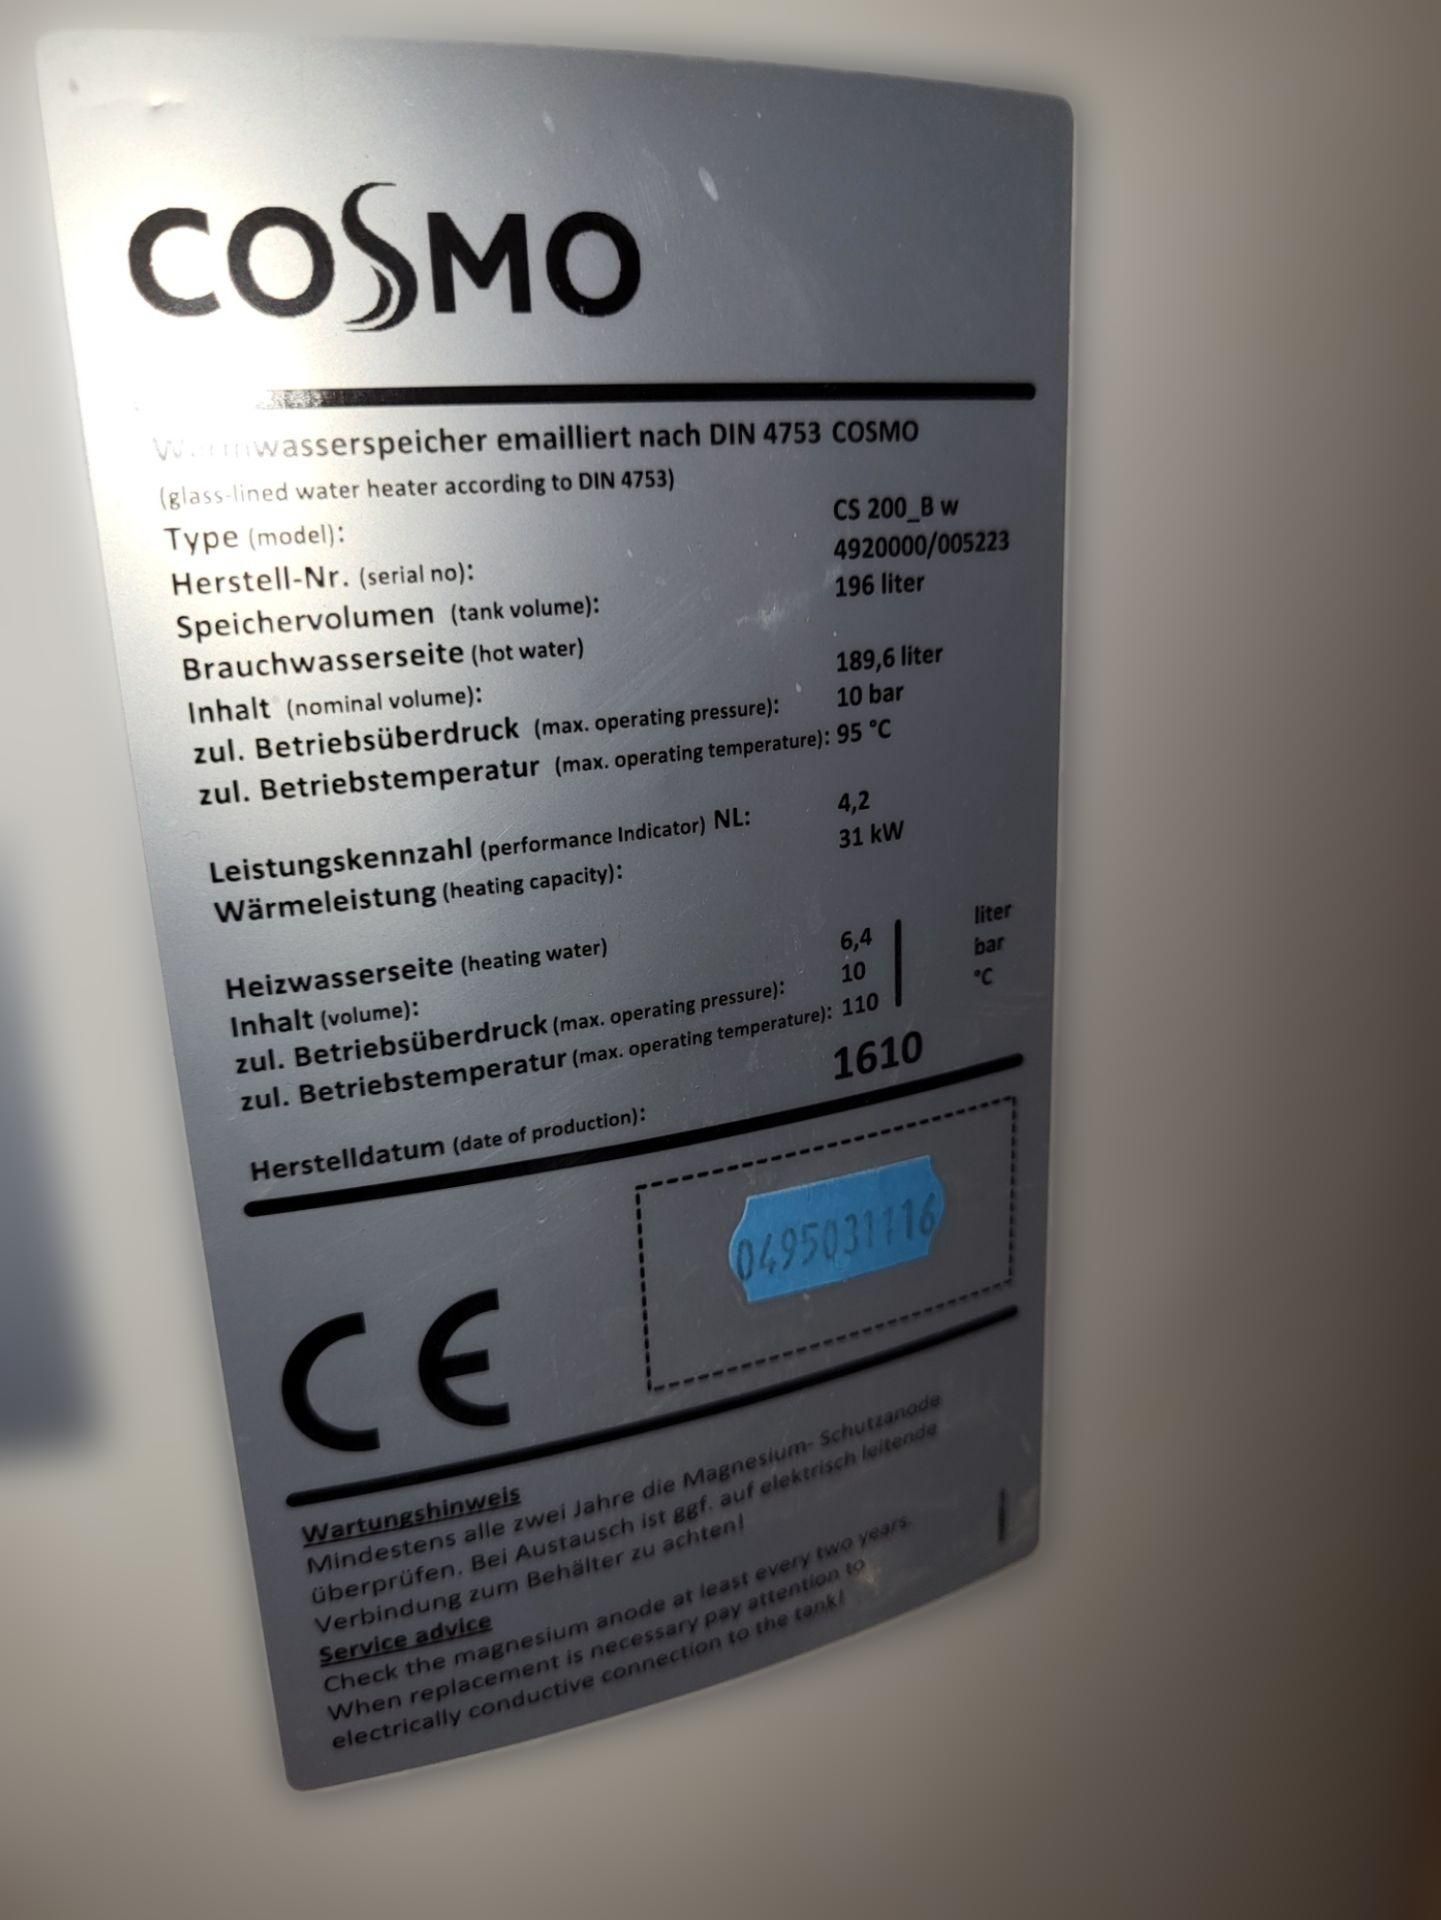 COSMO
Warmwasserspeicher emailliert nach DIN 4753 COSMO
(glass-lined water heater according to DIN 4753)
Type (model): CS 200_B w
Herstell-Nr. (serial no): 4920000/005223
Speichervolumen (tank volume): 196 liter
Brauchwasserseite (hot water)
Inhalt (nominal volume): 189,6 liter
zul. Betriebsüberdruck (max. operating pressure): 10 bar
zul. Betriebstemperatur (max. operating temperature): 95 °C
Leistungskennzahl (performance Indicator) NL: 4,2
Wärmeleistung (heating capacity): 31 kW
Heizwasserseite (heating water)
Inhalt (volume): 6,4 liter
zul. Betriebsüberdruck (max. operating pressure): 10 bar
zul. Betriebstemperatur (max. operating temperature): 110 °C
Herstelldatum (date of production): 1610
CE
0495031116
Wartungshinweis
Mindestens alle zwei Jahre die Magnesium- Schutzanode
überprüfen. Bei Austausch ist ggf. auf elektrisch leitende
Verbindung zum Behälter zu achten!
Service advice
Check the magnesium anode at least every two years.
When replacement is necessary pay attention to
electrically conductive connection to the tank!